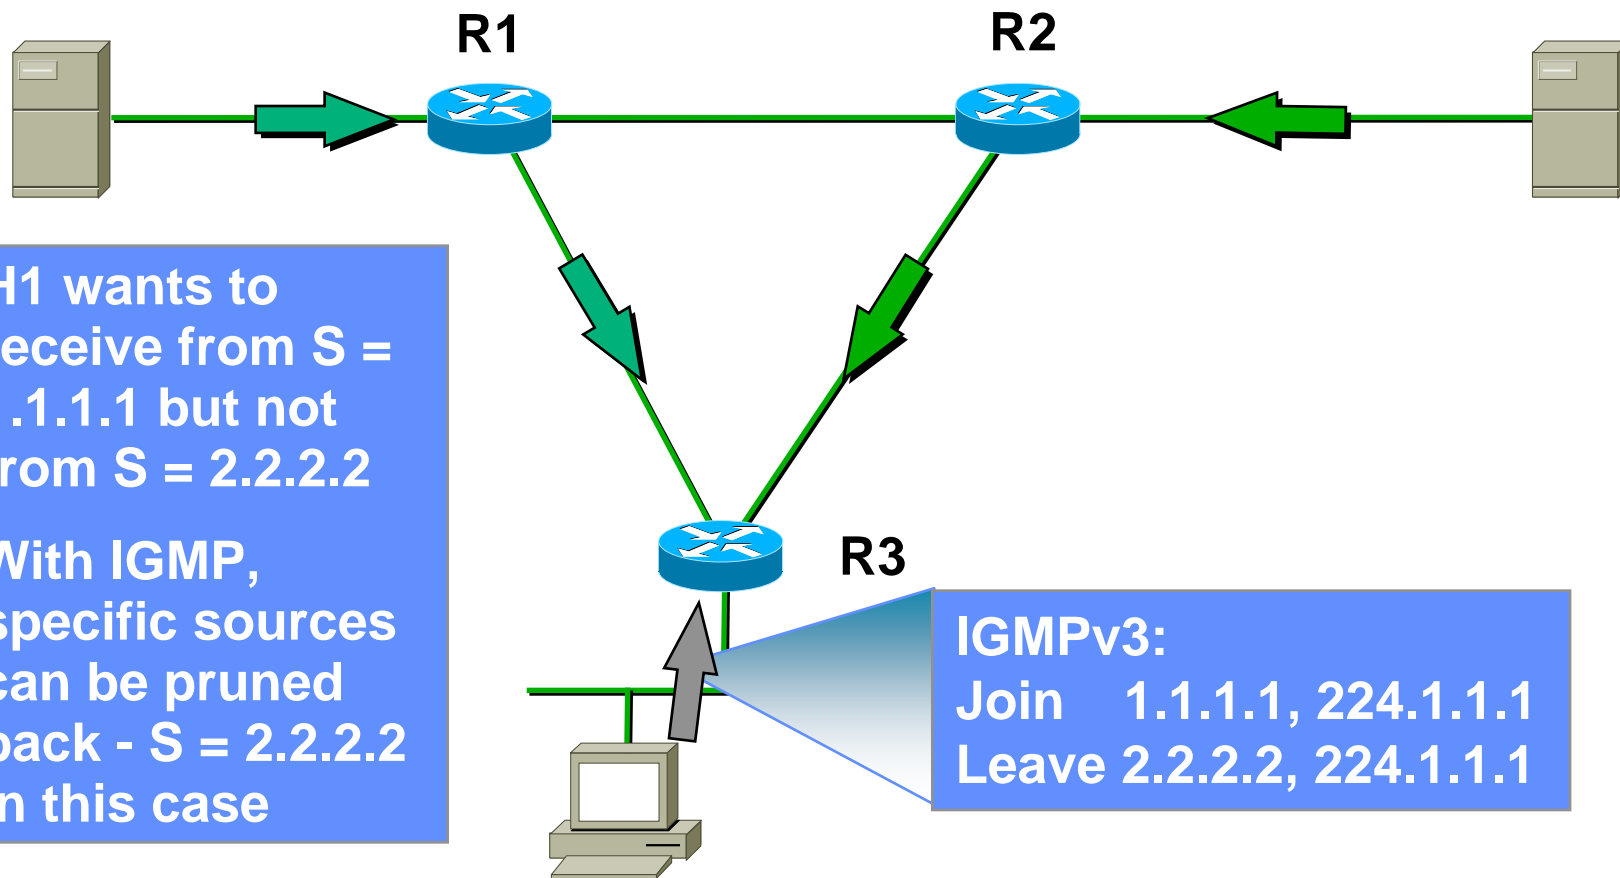 R1
R2
H1 wants to
eceive from S =
.1.1.1 but not
rom S = 2.2.2.2
With IGMP,
specific sources
can be pruned
back - S = 2.2.2.2
n this case
R3
IGMPv3:
Join 1.1.1.1, 224.1.1.1
Leave 2.2.2.2, 224.1.1.1